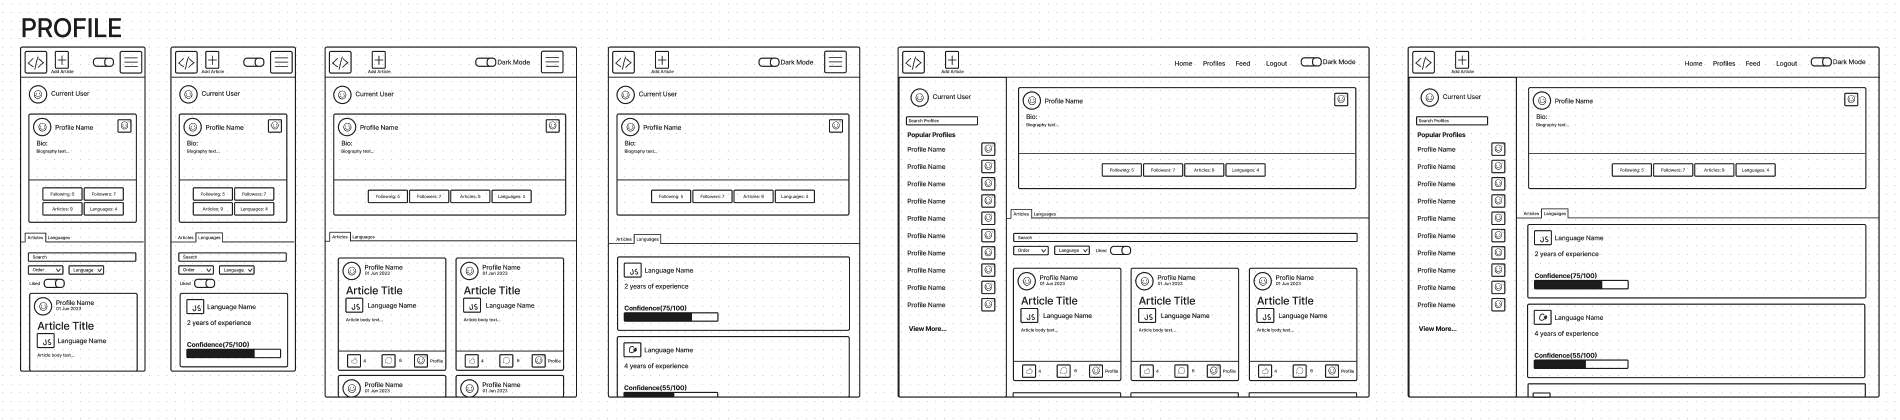 PROFILE
</>
Add Article
Current User
Profile Name
Bio:
Biography text...
Following: 5
Followers: 7
Articles: 9
Languages: 4
Articles
Languages
Search
Order
Language
Liked
Profile Name
01 Jun 2023
Article Title
JS
Language Name
Article body text...
</>
Add Article
Current User
Profile Name
Bio:
Biography text...
Following: 5
Followers: 7
Articles: 9
Languages: 4
Articles
Languages
Search
Order
Language
Liked
JS
Language Name
2 years of experience
Confidence(75/100)
</>
Add Article
Dark Mode
Current User
Profile Name
Bio:
Biography text...
Following: 5
Followers: 7
Articles: 9
Languages: 4
Articles
Languages
Profile Name
01 Jun 2023
Article Title
JS
Language Name
Article body text...
4
6
Profile
Profile Name
01 Jun 2023
Article Title
JS
Language Name
Article body text...
4
6
Profile
Profile Name
01 Jun 2023
Profile Name
01 Jun 2023
</>
Add Article
Dark Mode
Current User
Profile Name
Bio:
Biography text...
Following: 5
Followers: 7
Articles: 9
Languages: 4
Articles
Languages
JS
Language Name
2 years of experience
Confidence(75/100)
Language Name
4 years of experience
Confidence(55/100)
</>
Add Article
Home
Profiles
Feed
Logout
Dark Mode
Current User
Search Profiles
Popular Profiles
Profile Name
Profile Name
Profile Name
Profile Name
Profile Name
Profile Name
Profile Name
Profile Name
Profile Name
Profile Name
View More...
Profile Name
Bio:
Biography text...
Following: 5
Followers: 7
Articles: 9
Languages: 4
Articles
Languages
Search
Order
Language
Liked
Profile Name
01 Jun 2023
Article Title
JS
Language Name
Article body text...
4
6
Profile
Profile Name
01 Jun 2023
Article Title
JS
Language Name
Article body text...
4
6
Profile
Profile Name
01 Jun 2023
Article Title
JS
Language Name
Article body text...
4
6
Profile
</>
Add Article
Home
Profiles
Feed
Logout
Dark Mode
Current User
Search Profiles
Popular Profiles
Profile Name
Profile Name
Profile Name
Profile Name
Profile Name
Profile Name
Profile Name
Profile Name
Profile Name
Profile Name
View More...
Profile Name
Bio:
Biography text...
Following: 5
Followers: 7
Articles: 9
Languages: 4
Articles
Languages
JS
Language Name
2 years of experience
Confidence(75/100)
Language Name
4 years of experience
Confidence(55/100)